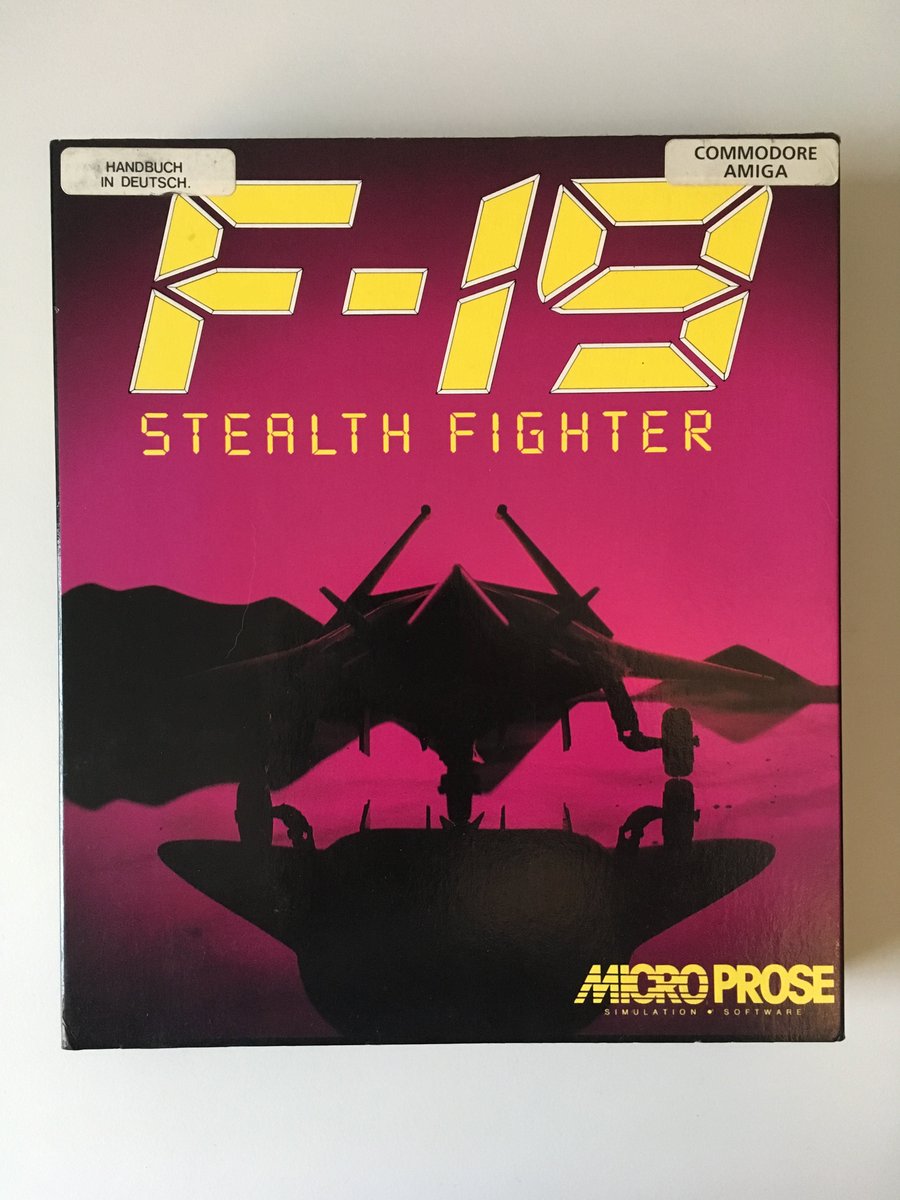 HANDBUCH
IN DEUTSCH.
COMMODORE
AMIGA
F-19
STEALTH FIGHTER
MICROPROSE
SIMULATION • SOFTWARE